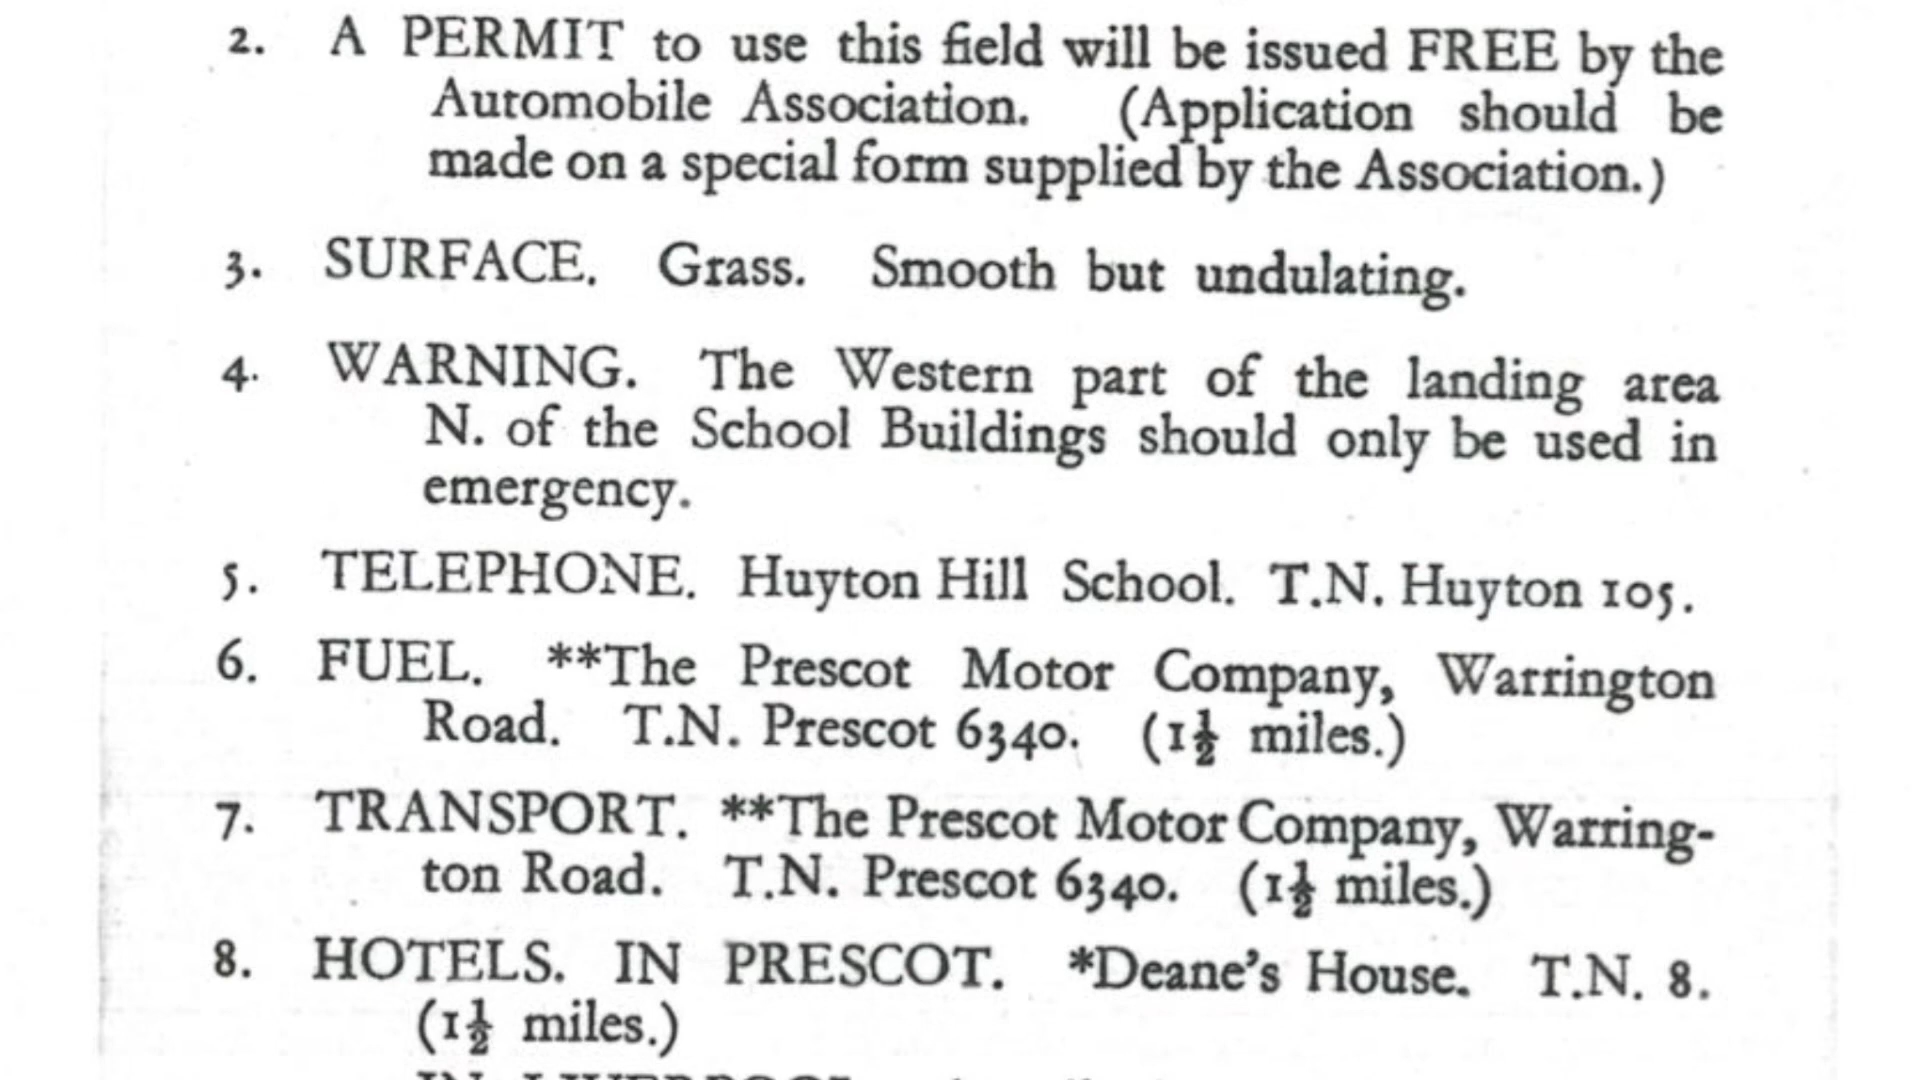 2. A PERMIT to use this field will be issued FREE by the
Automobile Association. (Application should be
made on a special form supplied by the Association.)
3. SURFACE. Grass. Smooth but undulating.
4. WARNING. The Western part of the landing area
N. of the School Buildings should only be used in
emergency.
5. TELEPHONE. Huyton Hill School. T.N. Huyton 105.
6. FUEL. **The Prescot Motor Company, Warrington
Road. T.N. Prescot 6340. (1½ miles.)
7. TRANSPORT. **The Prescot Motor Company, Warring-
ton Road. T.N. Prescot 6340. (1½ miles.)
8. HOTELS. IN PRESCOT. *Deane's House. T.N. 8.
(1½ miles.)
IN LIVERPOOL